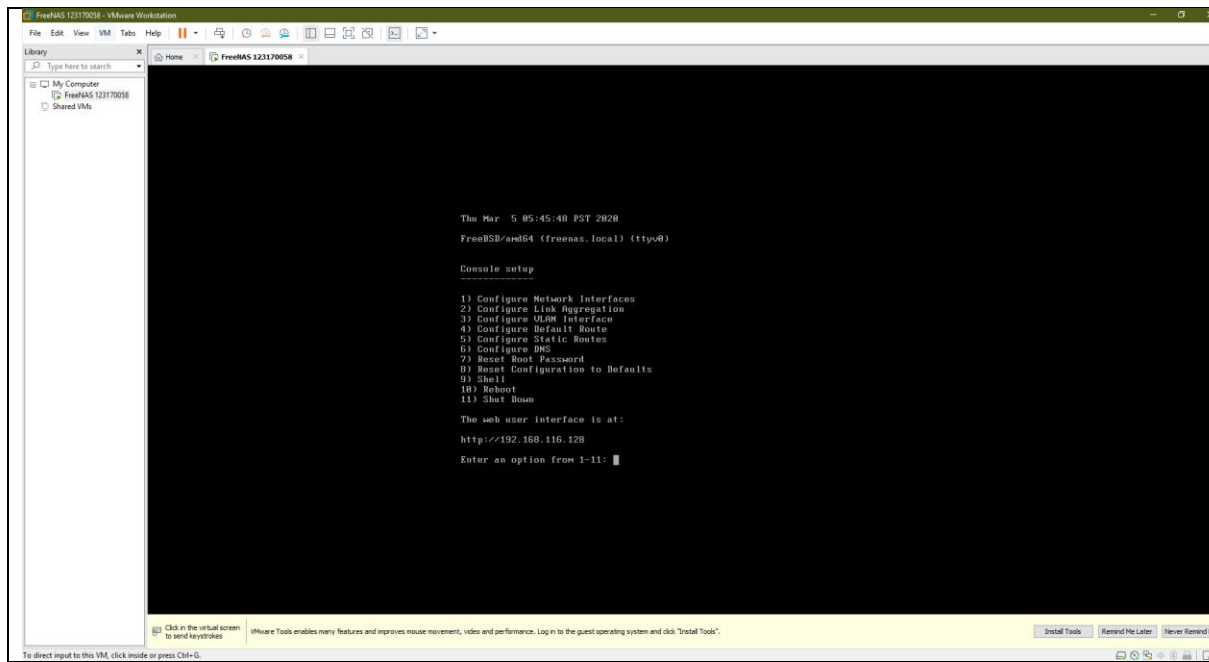 FreeNAS 123170058 - VMware Workstation
File Edit View VM Tabs Help
Library
Type here to search
My Computer
FreeNAS 123170058
Shared VMs
Home
FreeNAS 123170058
Thu Mar 5 05:45:48 PST 2020
FreeBSD/amd64 (freenas.local) (ttyv0)
Console setup
-------------
1) Configure Network Interfaces
2) Configure Link Aggregation
3) Configure VLAN Interface
4) Configure Default Route
5) Configure Static Routes
6) Configure DNS
7) Reset Root Password
8) Reset Configuration to Defaults
9) Shell
10) Reboot
11) Shut Down
The web user interface is at:
http://192.168.116.128
Enter an option from 1-11:
Click in the virtual screen
to send keystrokes
VMware Tools enables many features and improves mouse movement, video and performance. Log in to the guest operating system and click "Install Tools".
Install Tools
Remind Me Later
Never Remind
To direct input to this VM, click inside or press Ctrl+G.